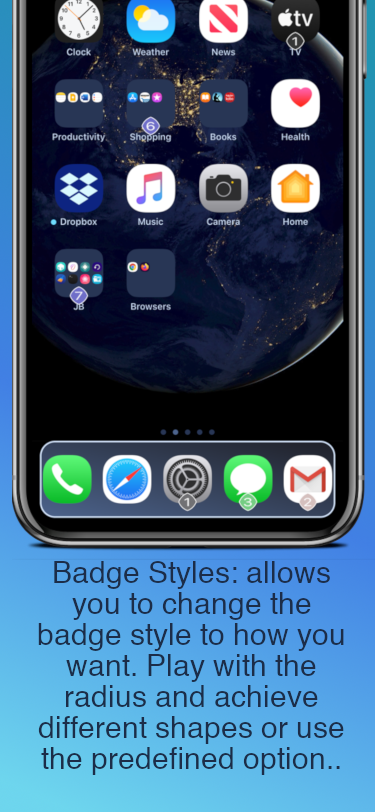 tv
Clock Weather News TV
1
Productivity Shopping Books Health
6
Dropbox Music Camera Home
JB Browsers
7
1 3 2
Badge Styles: allows
you to change the
badge style to how you
want. Play with the
radius and achieve
different shapes or use
the predefined option..